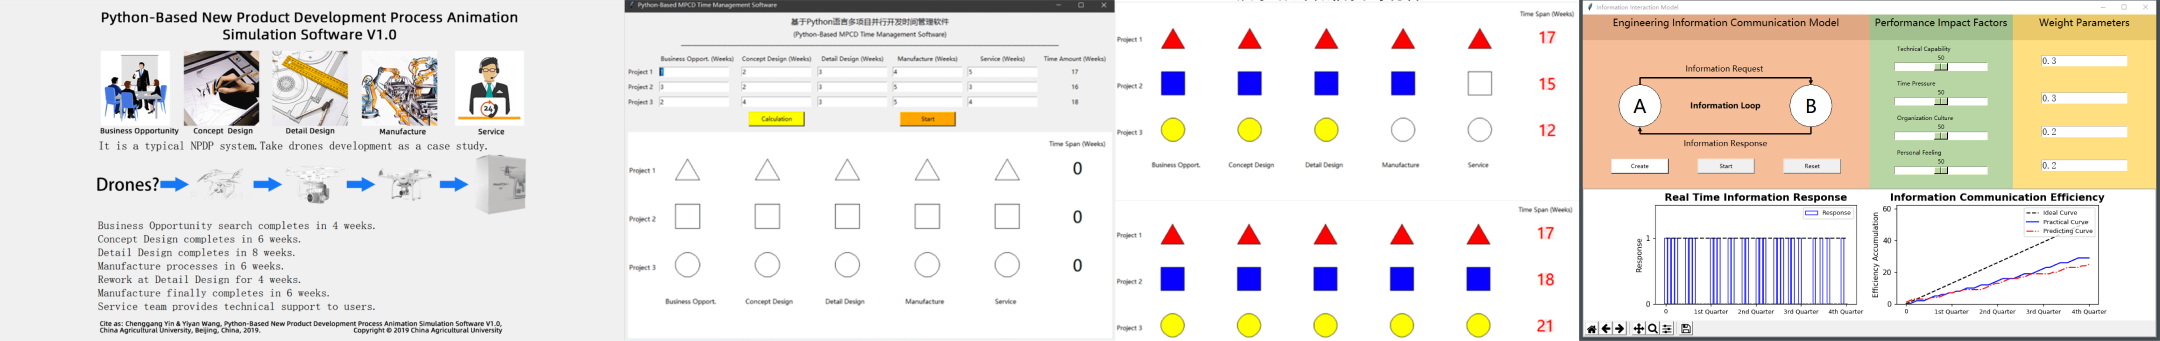 Python-Based New Product Development Process Animation
Simulation Software V1.0
Business Opportunity Concept Design Detail Design Manufacture Service
It is a typical NPDP system.Take drones development as a case study.
Drones?
Business Opportunity search completes in 4 weeks.
Concept Design completes in 6 weeks.
Detail Design completes in 8 weeks.
Manufacture processes in 6 weeks.
Rework at Detail Design for 4 weeks.
Manufacture finally completes in 6 weeks.
Service team provides technical support to users.
Cite as: Chenggang Yin & Yiyan Wang, Python-Based New Product Development Process Animation Simulation Software V1.0,
China Agricultural University, Beijing, China, 2019. Copyright © 2019 China Agricultural University
Python-Based MPCD Time Management Software
基于Python语言多项目并行开发时间管理软件
(Python-Based MPCD Time Management Software)
Business Opport. (Weeks) Concept Design (Weeks) Detail Design (Weeks) Manufacture (Weeks) Service (Weeks) Time Amount (Weeks)
Project 1 2 3 4 5 17
Project 2 3 2 3 5 3 16
Project 3 2 4 3 5 4 18
Calculation Start
Time Span (Weeks)
Project 1 0
Project 2 0
Project 3 0
Business Opport. Concept Design Detail Design Manufacture Service
Time Span (Weeks)
Project 1 17
Project 2 15
Project 3 12
Business Opport. Concept Design Detail Design Manufacture Service
Time Span (Weeks)
Project 1 17
Project 2 18
Project 3 21
Information Interaction Model
Engineering Information Communication Model
Information Request
A Information Loop B
Information Response
Create Start Reset
Performance Impact Factors
Technical Capability
50
Time Pressure
50
Organization Culture
50
Personal Feeling
50
Weight Parameters
0.3
0.3
0.2
0.2
Real Time Information Response
Response
1
0
Response
0 1st Quarter 2nd Quarter 3rd Quarter 4th Quarter
Information Communication Efficiency
Efficiency Accumulation
60
40
20
0
Ideal Curve
Practical Curve
Predicting Curve
0 1st Quarter 2nd Quarter 3rd Quarter 4th Quarter